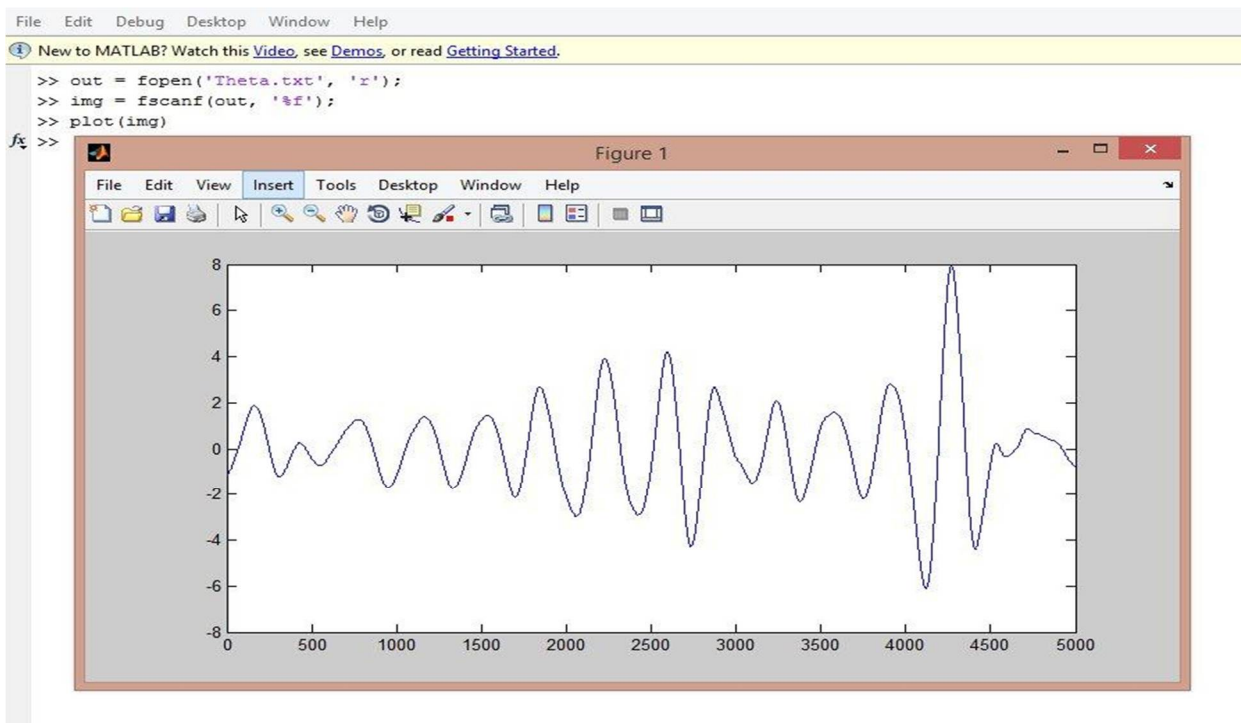 File Edit Debug Desktop Window Help
New to MATLAB? Watch this Video, see Demos, or read Getting Started.
>> out = fopen('Theta.txt', 'r');
>> img = fscanf(out, '%f');
>> plot(img)
fx >>
Figure 1
File Edit View Insert Tools Desktop Window Help
8
6
4
2
0
-2
-4
-6
-8
0 500 1000 1500 2000 2500 3000 3500 4000 4500 5000